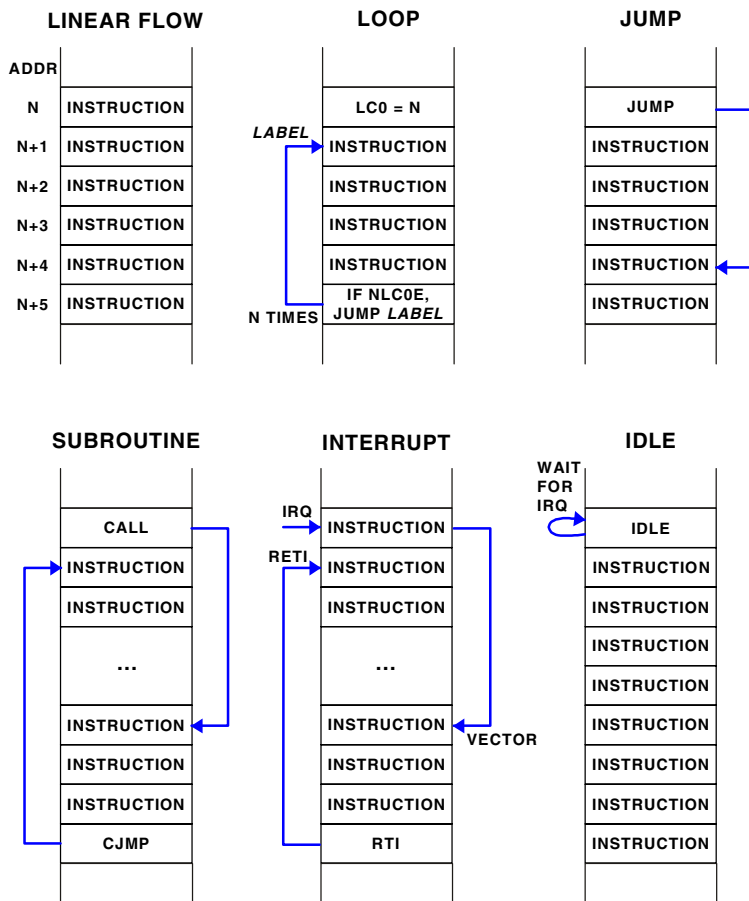 LINEAR FLOW
ADDR
N
INSTRUCTION
N+1
INSTRUCTION
N+2
INSTRUCTION
N+3
INSTRUCTION
N+4
INSTRUCTION
N+5
INSTRUCTION
LOOP
LC0 = N
LABEL
INSTRUCTION
INSTRUCTION
INSTRUCTION
INSTRUCTION
IF NLC0E,
JUMP LABEL
N TIMES
JUMP
JUMP
INSTRUCTION
INSTRUCTION
INSTRUCTION
INSTRUCTION
INSTRUCTION
SUBROUTINE
CALL
INSTRUCTION
INSTRUCTION
...
INSTRUCTION
INSTRUCTION
INSTRUCTION
CJMP
INTERRUPT
IRQ
INSTRUCTION
RETI
INSTRUCTION
INSTRUCTION
...
INSTRUCTION
VECTOR
INSTRUCTION
INSTRUCTION
RTI
IDLE
WAIT
FOR
IRQ
IDLE
INSTRUCTION
INSTRUCTION
INSTRUCTION
INSTRUCTION
INSTRUCTION
INSTRUCTION
INSTRUCTION
INSTRUCTION